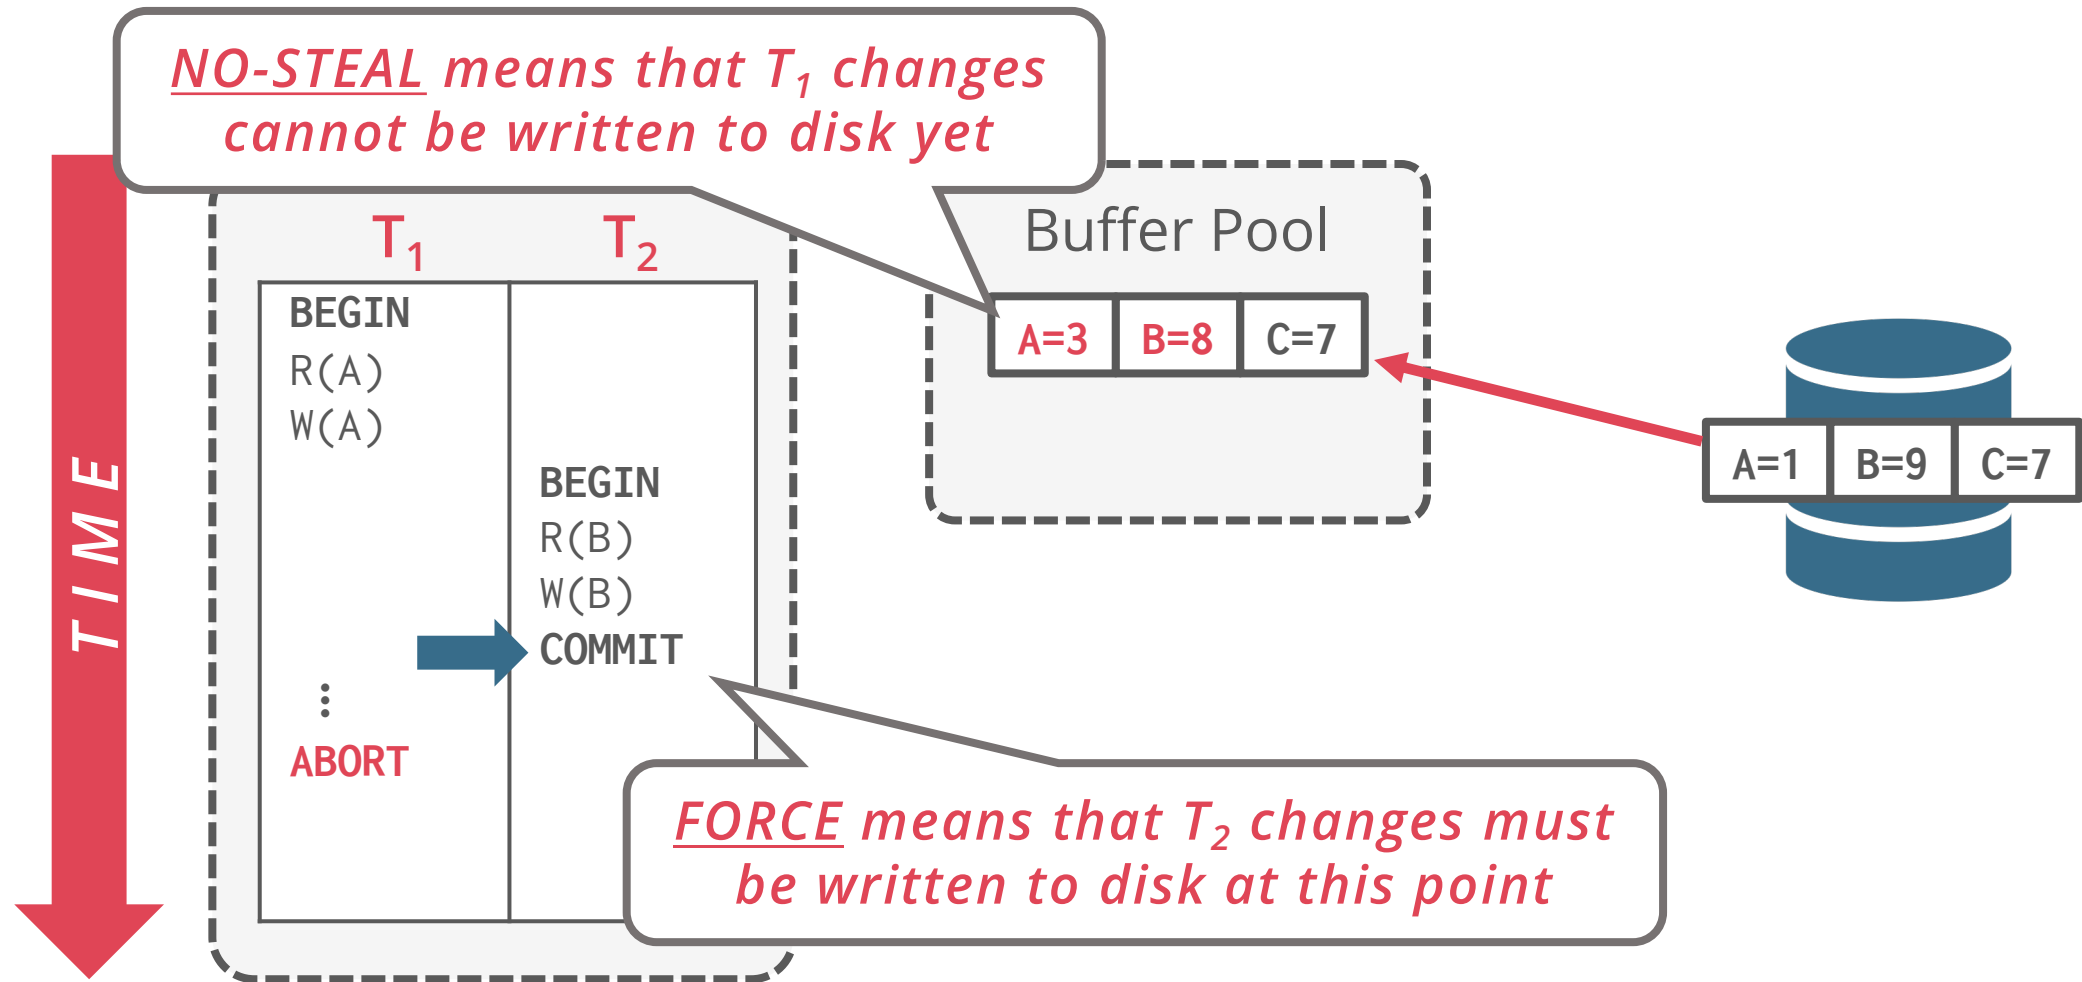 NO-STEAL means that T1 changes
cannot be written to disk yet
TIME
T1 T2
BEGIN
R(A)
W(A)
⋮
ABORT
BEGIN
R(B)
W(B)
COMMIT
Buffer Pool
A=3 B=8 C=7
A=1 B=9 C=7
FORCE means that T2 changes must
be written to disk at this point